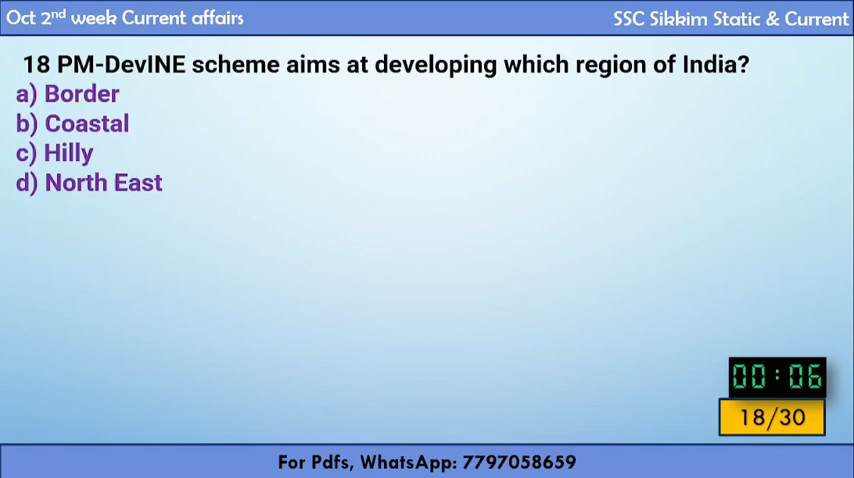 Oct 2nd week Current affairs
SSC Sikkim Static & Current
18 PM-DevINE scheme aims at developing which region of India?
a) Border
b) Coastal
c) Hilly
d) North East
00:06
18/30
For Pdfs, WhatsApp: 7797058659